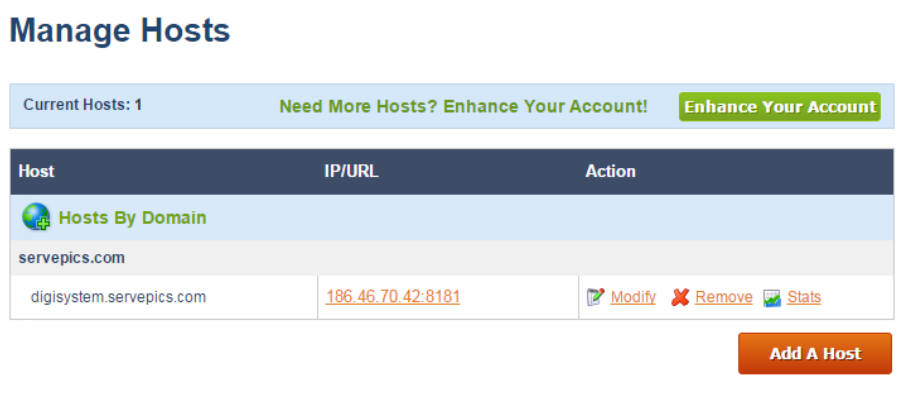 Manage Hosts
Current Hosts: 1 Need More Hosts? Enhance Your Account! Enhance Your Account
Host IP/URL Action
Hosts By Domain
servepics.com
digisystem.servepics.com 186.46.70.42:8181 Modify Remove Stats
Add A Host